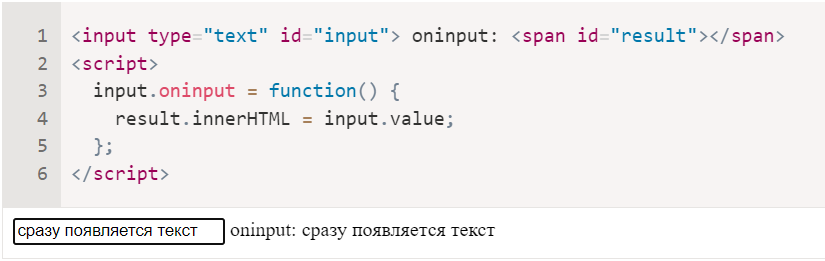 1 <input type="text" id="input"> oninput: <span id="result"></span>
2 <script>
3   input.oninput = function() {
4     result.innerHTML = input.value;
5   };
6 </script>
сразу появляется текст oninput: сразу появляется текст